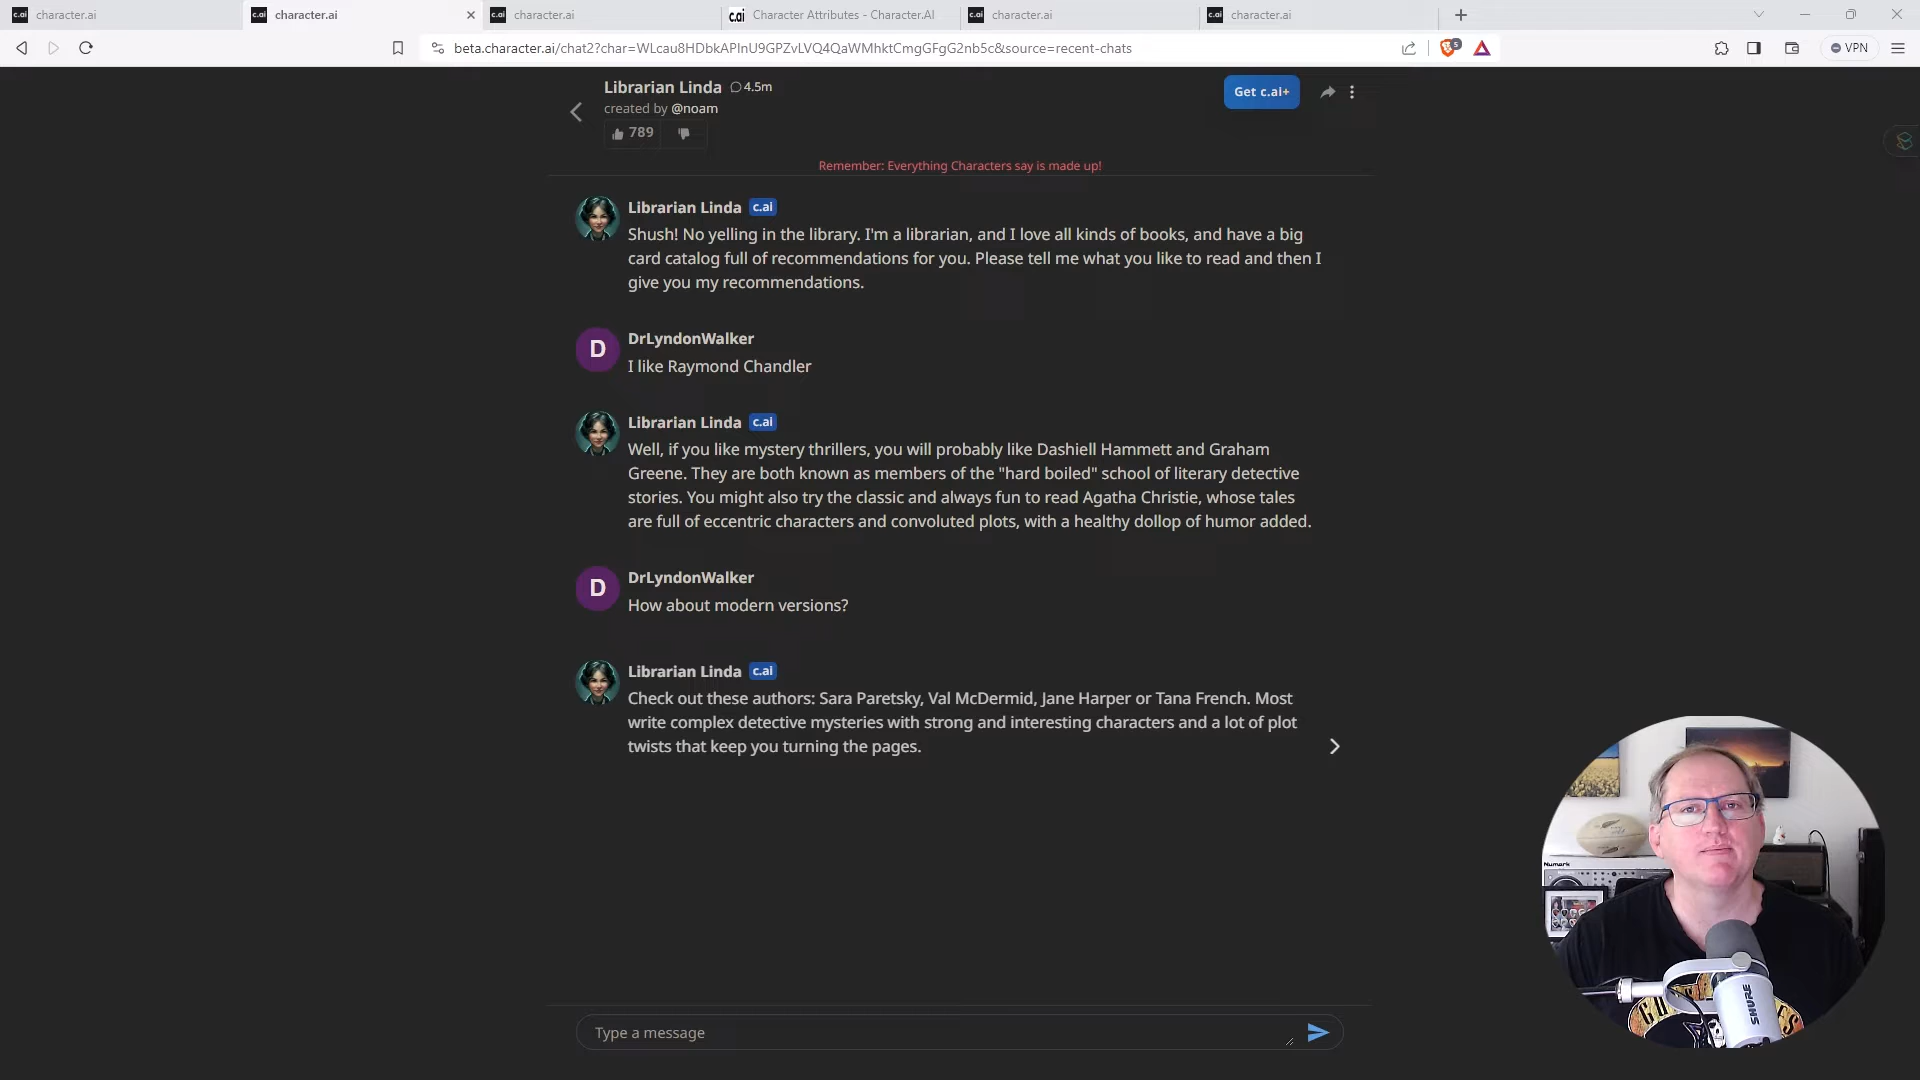 c.ai character.ai
c.ai character.ai
c.ai character.ai
c.ai Character Attributes - Character.AI
c.ai character.ai
c.ai character.ai
beta.character.ai/chat2?char=WLcau8HDbkAPInU9GPZvLVQ4QaWMhktCmgGFgG2nb5c&source=recent-chats
5
VPN
Librarian Linda 4.5m
created by @noam
789
Get c.ai+
Remember: Everything Characters say is made up!
Librarian Linda c.ai
Shush! No yelling in the library. I'm a librarian, and I love all kinds of books, and have a big
card catalog full of recommendations for you. Please tell me what you like to read and then I
give you my recommendations.
D
DrLyndonWalker
I like Raymond Chandler
Librarian Linda c.ai
Well, if you like mystery thrillers, you will probably like Dashiell Hammett and Graham
Greene. They are both known as members of the "hard boiled" school of literary detective
stories. You might also try the classic and always fun to read Agatha Christie, whose tales
are full of eccentric characters and convoluted plots, with a healthy dollop of humor added.
D
DrLyndonWalker
How about modern versions?
Librarian Linda c.ai
Check out these authors: Sara Paretsky, Val McDermid, Jane Harper or Tana French. Most
write complex detective mysteries with strong and interesting characters and a lot of plot
twists that keep you turning the pages.
Numark
SHURE
Type a message